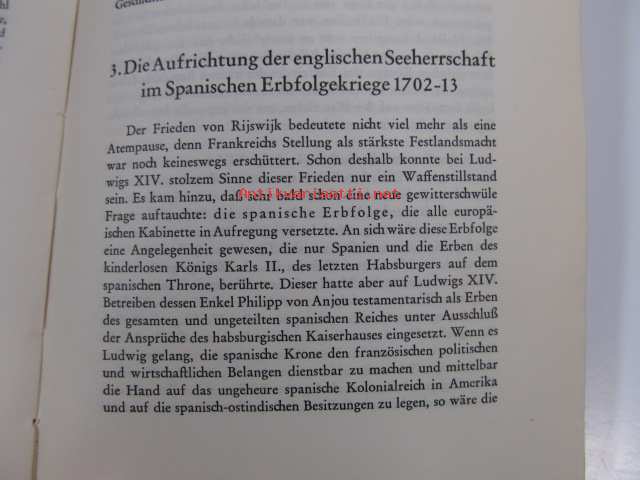 3. Die Aufrichtung der englischen Seeherrschaft
im Spanischen Erbfolgekriege 1702-13
Der Frieden von Rijswijk bedeutete nicht viel mehr als eine
Atempause, denn Frankreichs Stellung als stärkste Festlandsmacht
war noch keineswegs erschüttert. Schon deshalb konnte bei Lud-
wigs XIV. stolzem Sinne dieser Frieden nur ein Waffenstillstand
sein. Es kam hinzu, daß sehr bald schon eine neue gewitterschwüle
Antikvariaatti.net
Frage auftauchte: die spanische Erbfolge, die alle europä-
ischen Kabinette in Aufregung versetzte. An sich wäre diese Erbfolge
eine Angelegenheit gewesen, die nur Spanien und die Erben des
kinderlosen Königs Karls II., des letzten Habsburgers auf dem
spanischen Throne, berührte. Dieser hatte aber auf Ludwigs XIV.
Betreiben dessen Enkel Philipp von Anjou testamentarisch als Erben
des gesamten und ungeteilten spanischen Reiches unter Ausschluß
der Ansprüche des habsburgischen Kaiserhauses eingesetzt. Wenn es
Ludwig gelang, die spanische Krone den französischen politischen
und wirtschaftlichen Belangen dienstbar zu machen und mittelbar
die Hand auf das ungeheure spanische Kolonialreich in Amerika
und auf die spanisch-ostindischen Besitzungen zu legen, so wäre die